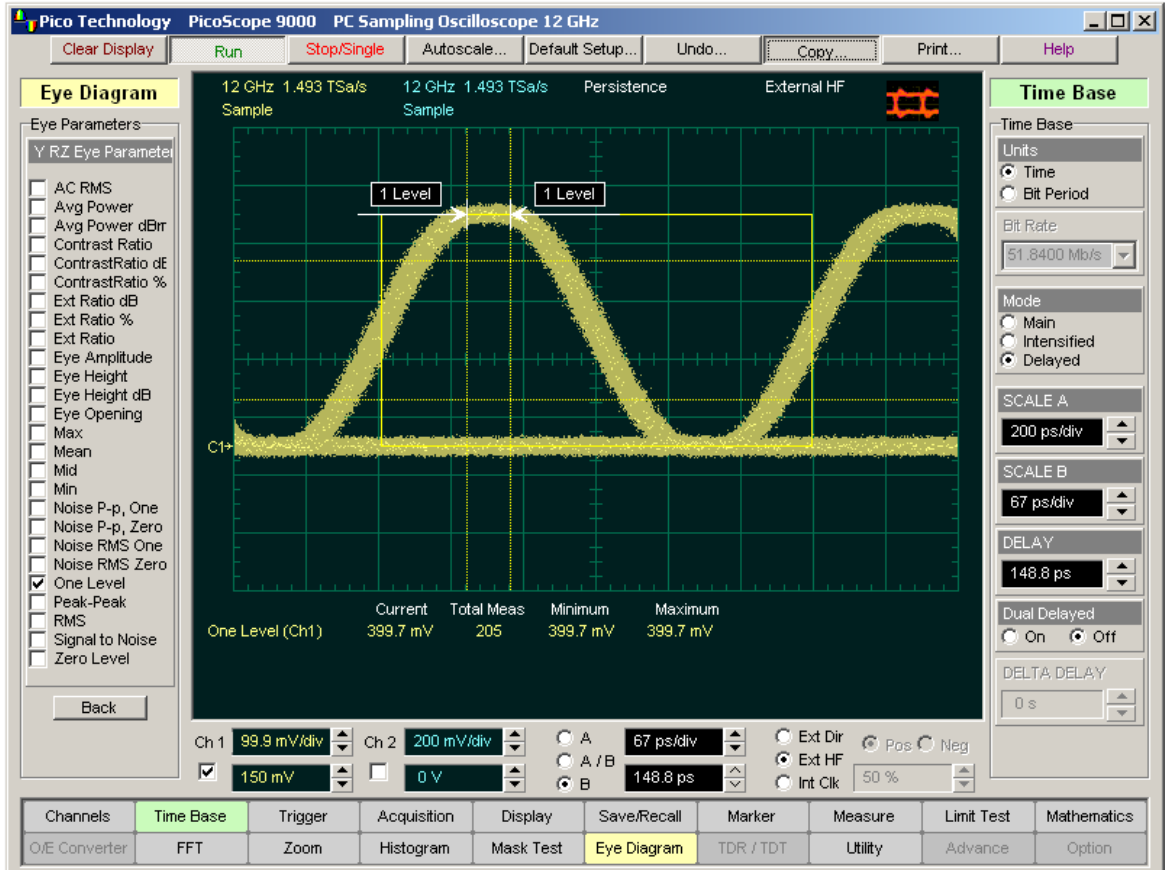 Pico Technology PicoScope 9000 PC Sampling Oscilloscope 12 GHz
Clear Display Run Stop/Single Autoscale... Default Setup... Undo... Copy... Print... Help
Eye Diagram
Eye Parameters
Y RZ Eye Parameter
AC RMS
Avg Power
Avg Power dBm
Contrast Ratio
ContrastRatio dE
ContrastRatio %
Ext Ratio dB
Ext Ratio %
Ext Ratio
Eye Amplitude
Eye Height
Eye Height dB
Eye Opening
Max
Mean
Mid
Min
Noise P-p, One
Noise P-p, Zero
Noise RMS One
Noise RMS Zero
One Level
Peak-Peak
RMS
Signal to Noise
Zero Level
Back
12 GHz 1.493 TSa/s 12 GHz 1.493 TSa/s Persistence External HF
Sample Sample
1 Level 1 Level
C1
Current Total Meas Minimum Maximum
One Level (Ch1) 399.7 mV 205 399.7 mV 399.7 mV
Time Base
Time Base
Units
Time
Bit Period
Bit Rate
51.8400 Mb/s
Mode
Main
Intensified
Delayed
SCALE A
200 ps/div
SCALE B
67 ps/div
DELAY
148.8 ps
Dual Delayed
On Off
DELTA DELAY
0 s
Ch 1 99.9 mV/div Ch 2 200 mV/div A 67 ps/div Ext Dir Pos Neg
A / B Ext HF
150 mV 0 V B 148.8 ps Int Clk 50 %
Channels Time Base Trigger Acquisition Display Save/Recall Marker Measure Limit Test Mathematics
O/E Converter FFT Zoom Histogram Mask Test Eye Diagram TDR / TDT Utility Advance Option